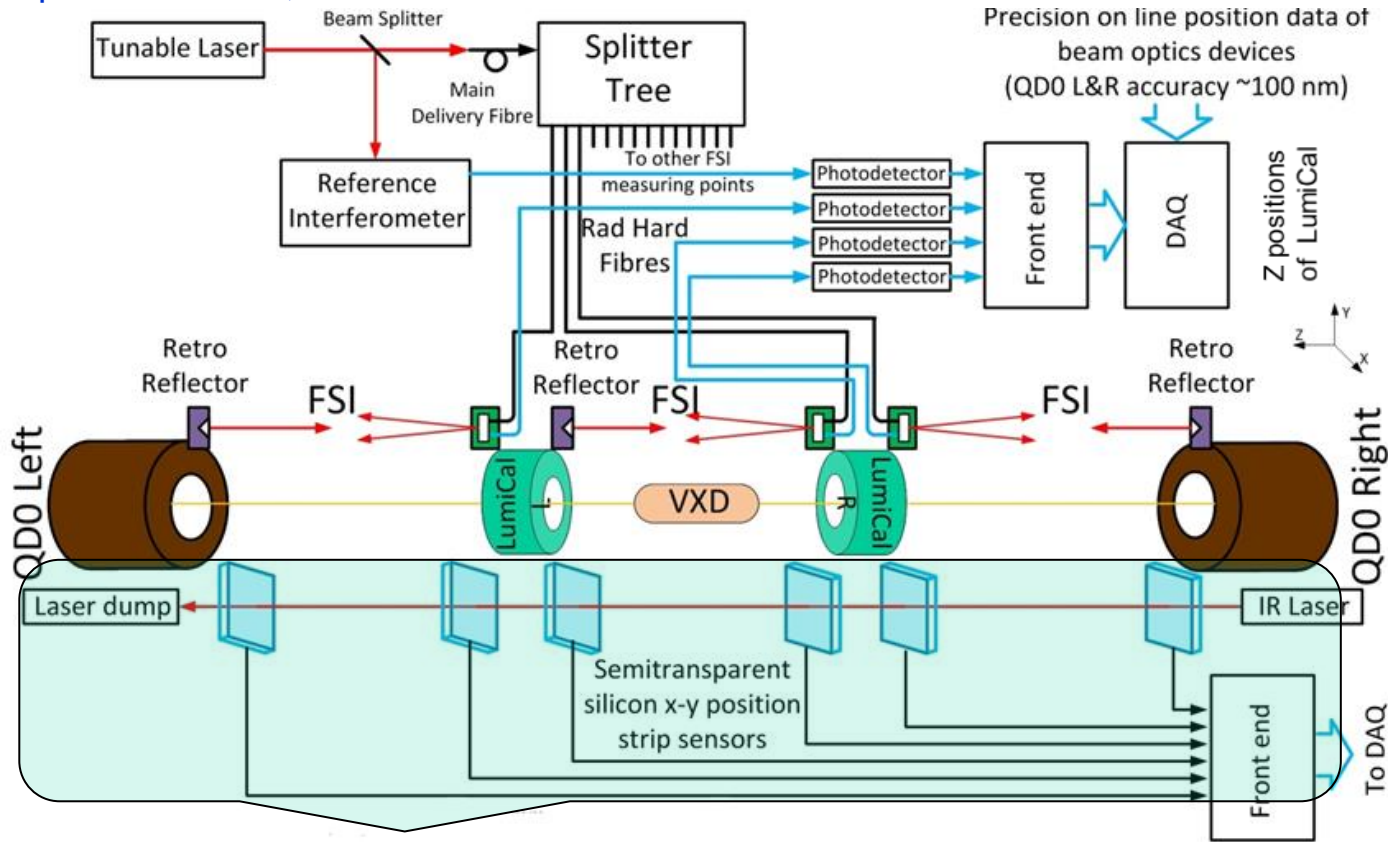 Beam Splitter
Tunable Laser
Main
Delivery Fibre
Splitter
Tree
Precision on line position data of
beam optics devices
(QD0 L&R accuracy ~100 nm)
To other FSI
measuring points
Reference
Interferometer
Rad Hard
Fibres
Photodetector
Photodetector
Photodetector
Photodetector
Front end
DAQ
Z positions
of LumiCal
Y
Z
X
Retro
Reflector
FSI
Retro
Reflector
FSI
FSI
Retro
Reflector
QD0 Left
LumiCal
L
VXD
R
LumiCal
QD0 Right
Laser dump
IR Laser
Semitransparent
silicon x-y position
strip sensors
Front end
To DAQ